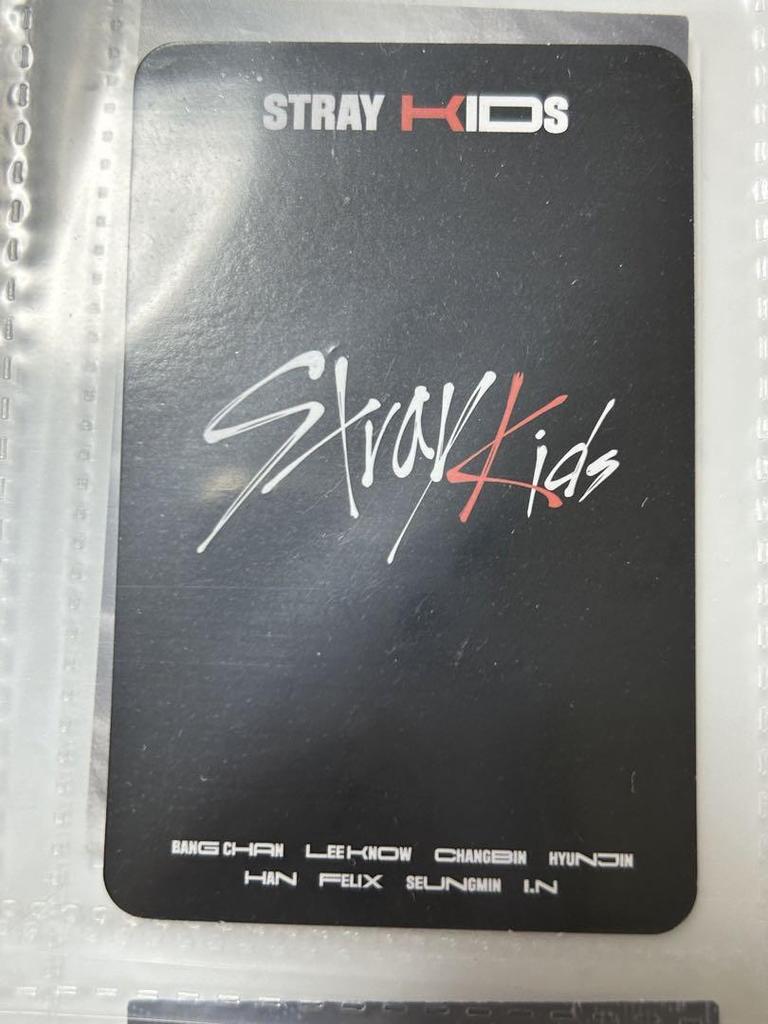 STRAY KIDS
Stray Kids
BANG CHAN LEE KNOW CHANGBIN HYUNJIN
HAN FELIX SEUNGMIN I.N